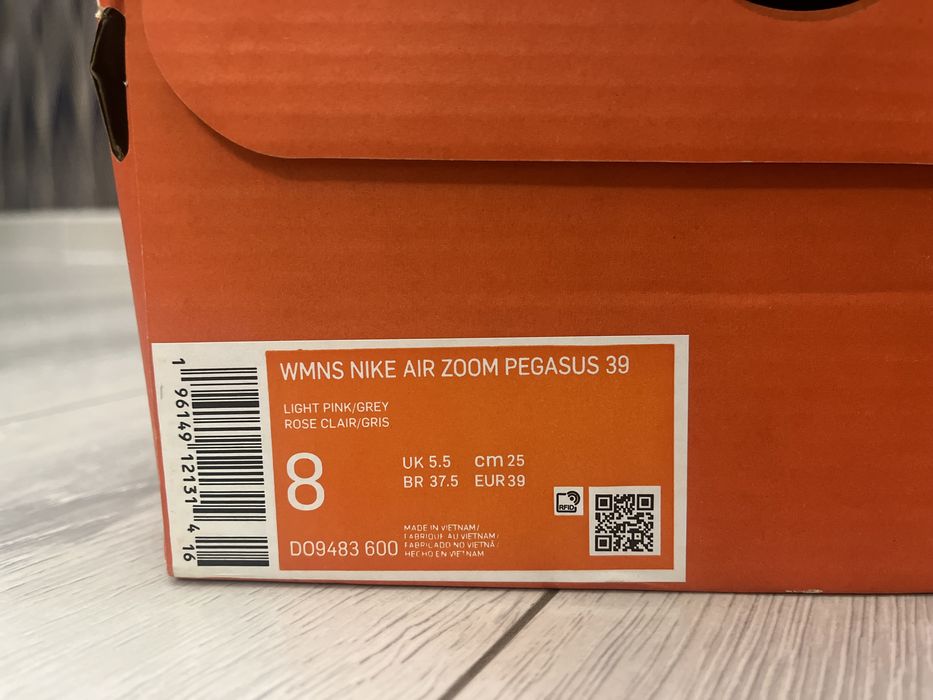 WMNS NIKE AIR ZOOM PEGASUS 39
LIGHT PINK/GREY
ROSE CLAIR/GRIS
8
UK 5.5 cm 25
BR 37.5 EUR 39
RFID
DO9483 600
MADE IN VIETNAM/
FABRIQUE AU VIETNAM/
FABRICADO NO VIETNÃ/
HECHO EN VIETNAM
1 96149 12131 4 16